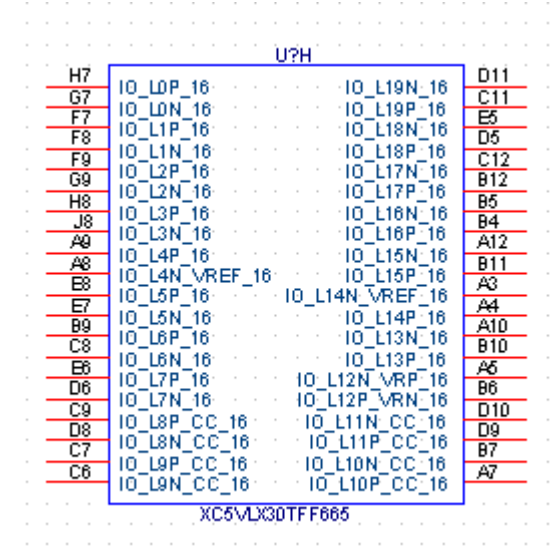 U?H
H7 IO_L0P_16 IO_L19N_16 D11
G7 IO_L0N_16 IO_L19P_16 C11
F7 IO_L1P_16 IO_L18N_16 E5
F8 IO_L1N_16 IO_L18P_16 D5
F9 IO_L2P_16 IO_L17N_16 C12
G9 IO_L2N_16 IO_L17P_16 B12
H8 IO_L3P_16 IO_L16N_16 B5
J8 IO_L3N_16 IO_L16P_16 B4
A9 IO_L4P_16 IO_L15N_16 A12
A8 IO_L4N_VREF_16 IO_L15P_16 B11
E8 IO_L5P_16 IO_L14N_VREF_16 A3
E7 IO_L5N_16 IO_L14P_16 A4
B9 IO_L6P_16 IO_L13N_16 A10
C8 IO_L6N_16 IO_L13P_16 B10
E6 IO_L7P_16 IO_L12N_VRP_16 A5
D6 IO_L7N_16 IO_L12P_VRN_16 B6
C9 IO_L8P_CC_16 IO_L11N_CC_16 D10
D8 IO_L8N_CC_16 IO_L11P_CC_16 D9
C7 IO_L9P_CC_16 IO_L10N_CC_16 B7
C6 IO_L9N_CC_16 IO_L10P_CC_16 A7
XC5VLX30TFF665